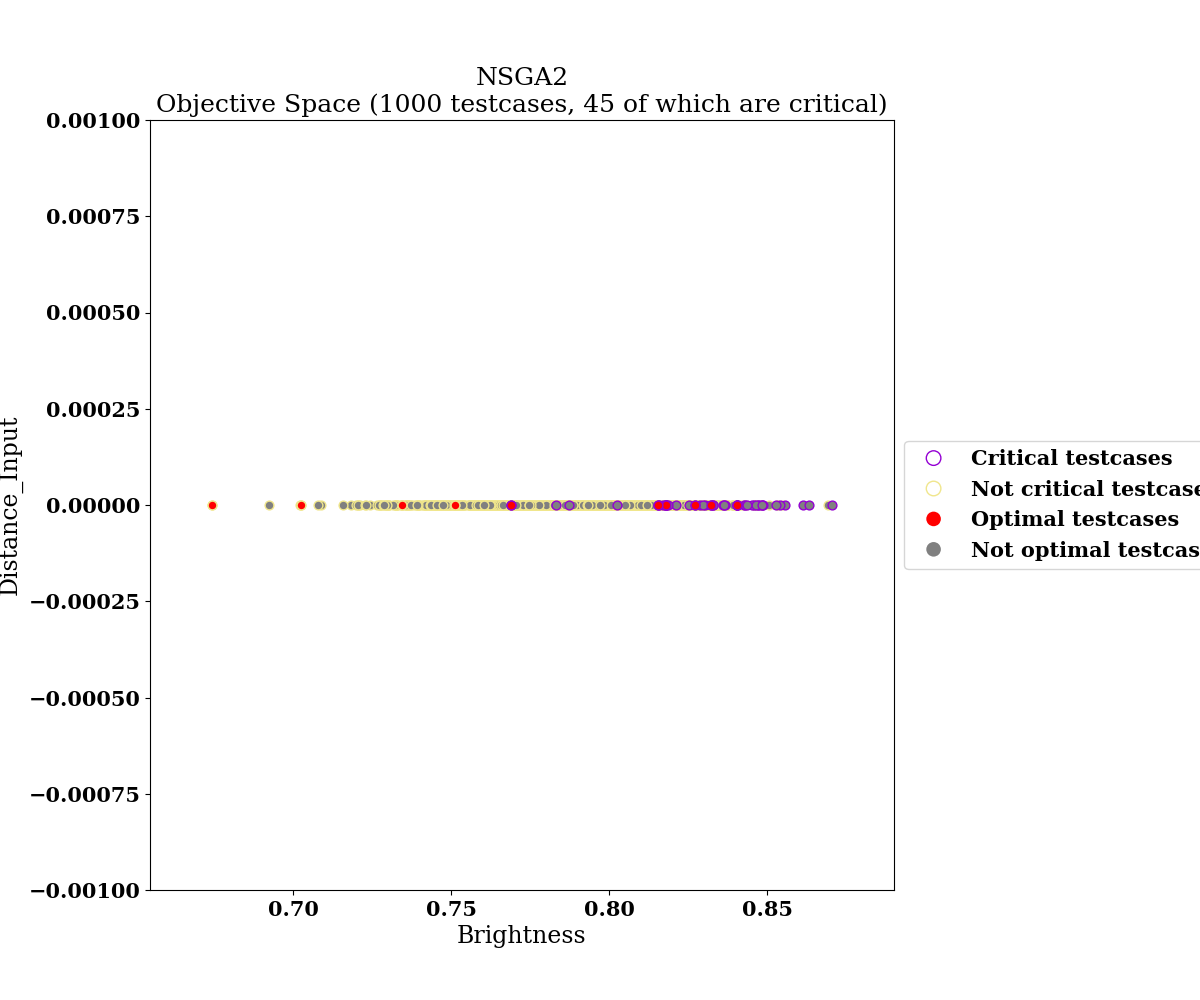 NSGA2
Objective Space (1000 testcases, 45 of which are critical)
0.00100
0.00075
0.00050
0.00025
0.00000
−0.00025
−0.00050
−0.00075
−0.00100
Distance_Input
0.70 0.75 0.80 0.85
Brightness
Critical testcases
Not critical testcase
Optimal testcases
Not optimal testcas